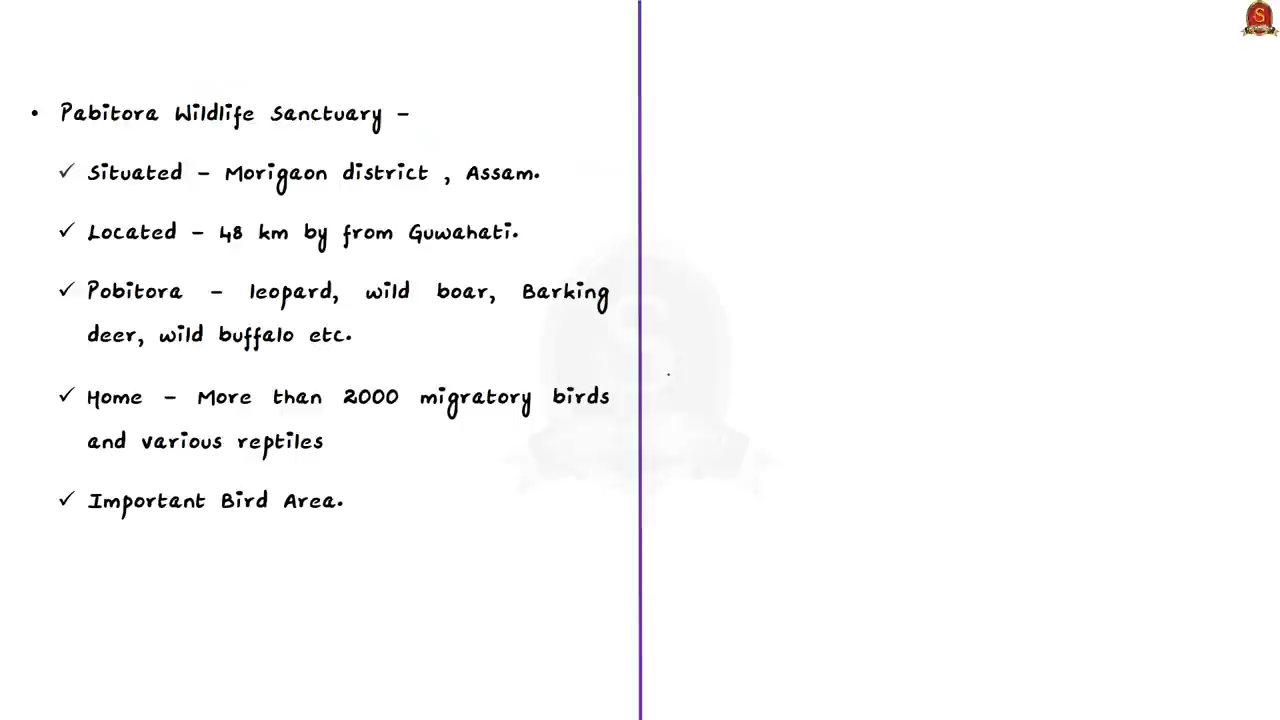 • Pabitora Wildlife Sanctuary -
✓ Situated - Morigaon district , Assam.
✓ Located - 48 km by from Guwahati.
✓ Pobitora - leopard, wild boar, Barking
deer, wild buffalo etc.
✓ Home - More than 2000 migratory birds
and various reptiles
✓ Important Bird Area.
S